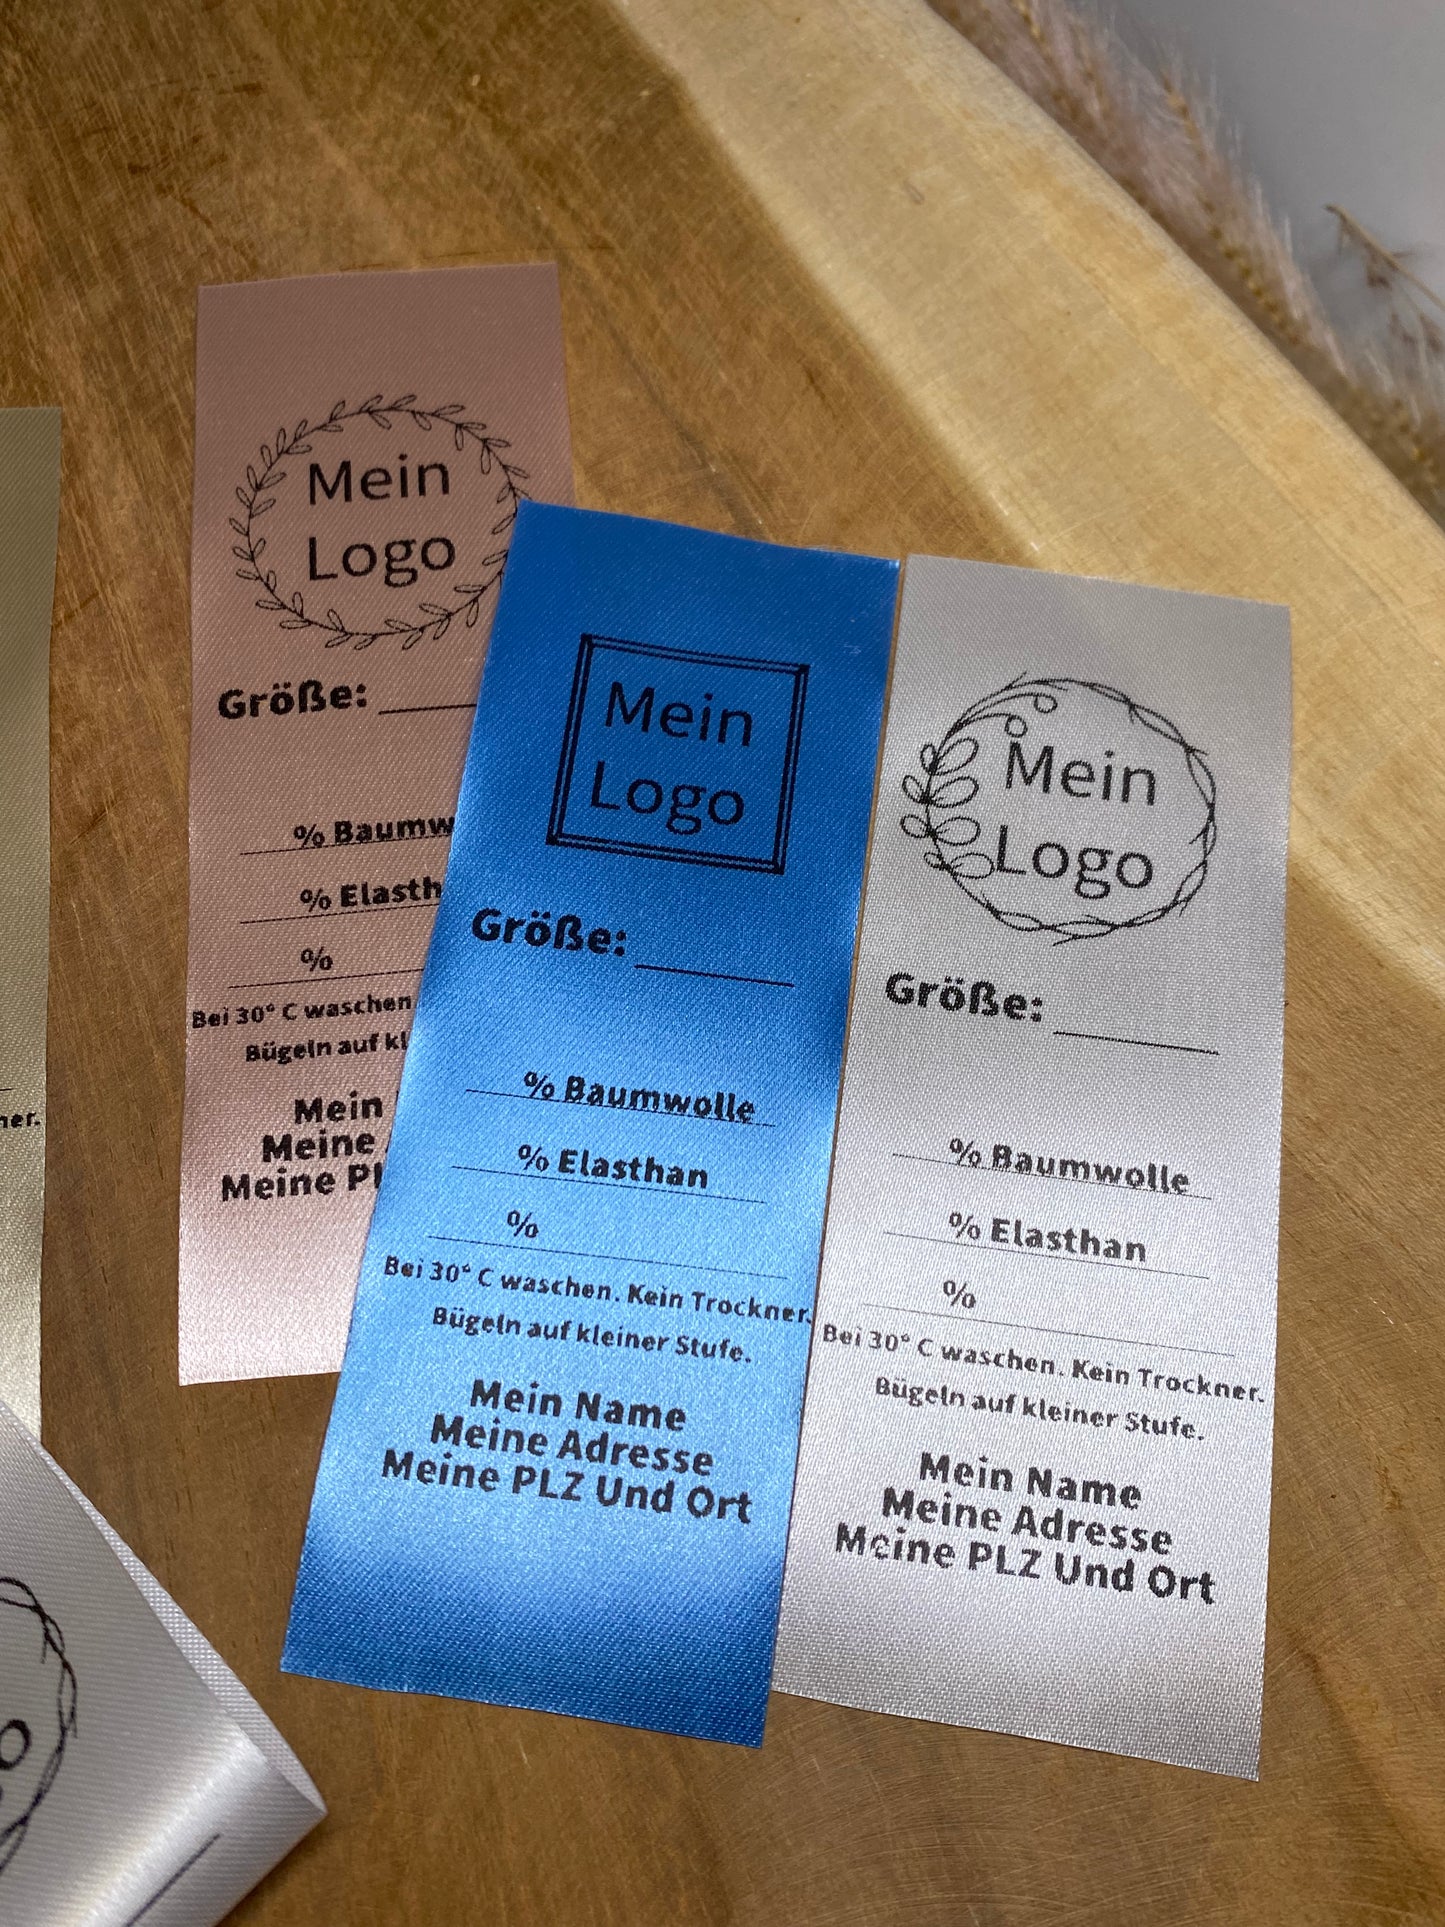 Mein
Logo
Größe:
% Baumw
% Elasth
%
Bei 30° C waschen
Bügeln auf kl
Mein
Meine
Meine Pl
ner.
Mein
Logo
Größe:
% Baumwolle
% Elasthan
%
Bei 30° C waschen. Kein Trockner.
Bügeln auf kleiner Stufe.
Mein Name
Meine Adresse
Meine PLZ Und Ort
Mein
Logo
Größe:
% Baumwolle
% Elasthan
%
Bei 30° C waschen. Kein Trockner.
Bügeln auf kleiner Stufe.
Mein Name
Meine Adresse
Meine PLZ Und Ort